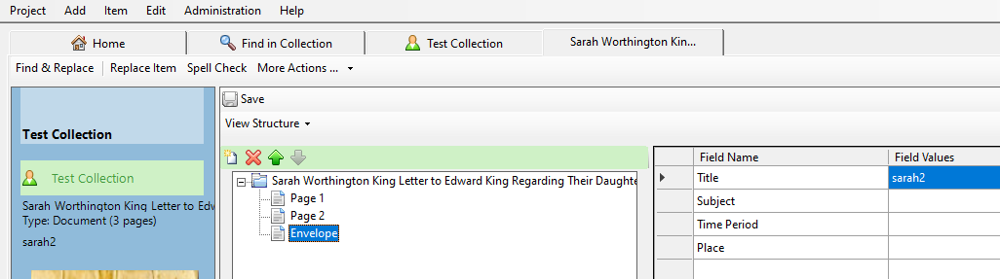 Project Add Item Edit Administration Help
Home Find in Collection Test Collection Sarah Worthington Kin...
Find & Replace Replace Item Spell Check More Actions ...
Save
View Structure
Test Collection
Test Collection
Sarah Worthington King Letter to Edw
Type: Document (3 pages)
sarah2
Sarah Worthington King Letter to Edward King Regarding Their Daughte
Page 1
Page 2
Envelope
Field Name Field Values
Title sarah2
Subject
Time Period
Place